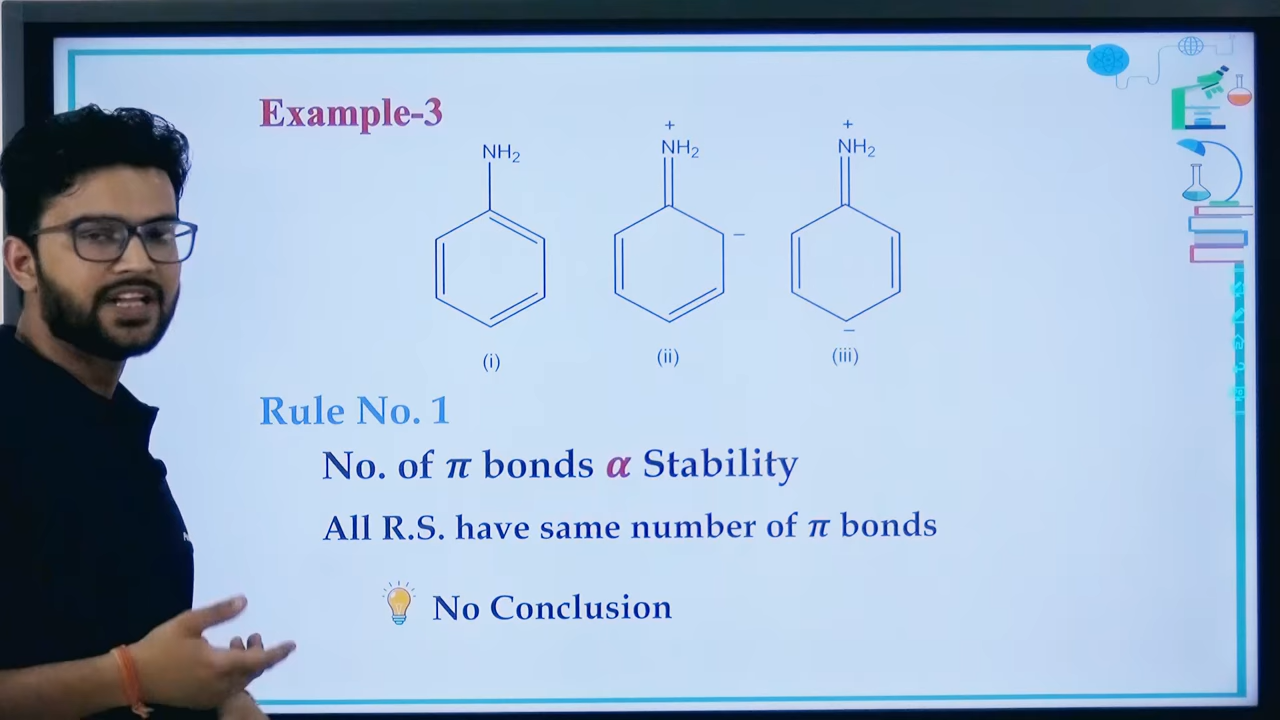 Example-3
NH₂
+
NH₂
+
NH₂
−
−
(i)
(ii)
(iii)
Rule No. 1
No. of π bonds α Stability
All R.S. have same number of π bonds
No Conclusion